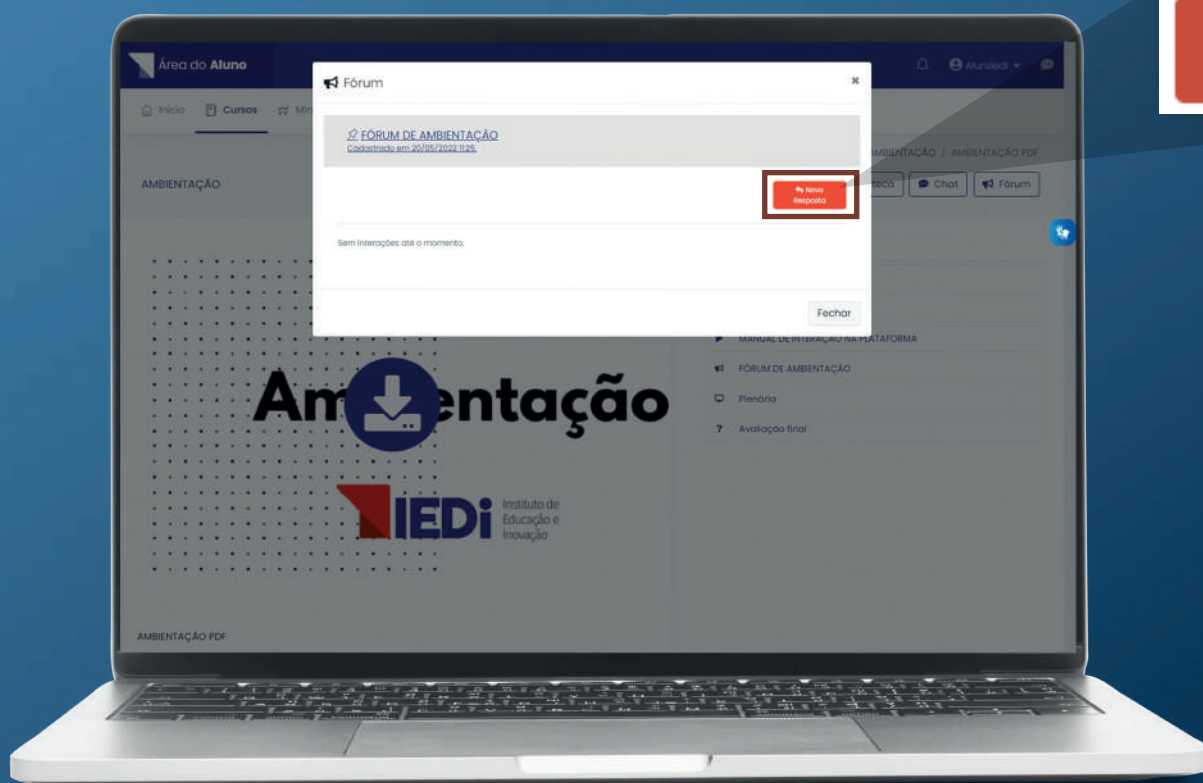 Área do Aluno
Alunoiedi
Início
Cursos
Fórum
FÓRUM DE AMBIENTAÇÃO
Cadastrado em 20/05/2022 11:25.
AMBIENTAÇÃO / AMBIENTAÇÃO PDF
AMBIENTAÇÃO
Nova
Resposta
Chat
Fórum
Sem interações até o momento.
Fechar
MANUAL DE INTERAÇÃO NA PLATAFORMA
FÓRUM DE AMBIENTAÇÃO
Plenária
Avaliação final
entação
IEDi
Instituto de
Educação e
Inovação
AMBIENTAÇÃO PDF